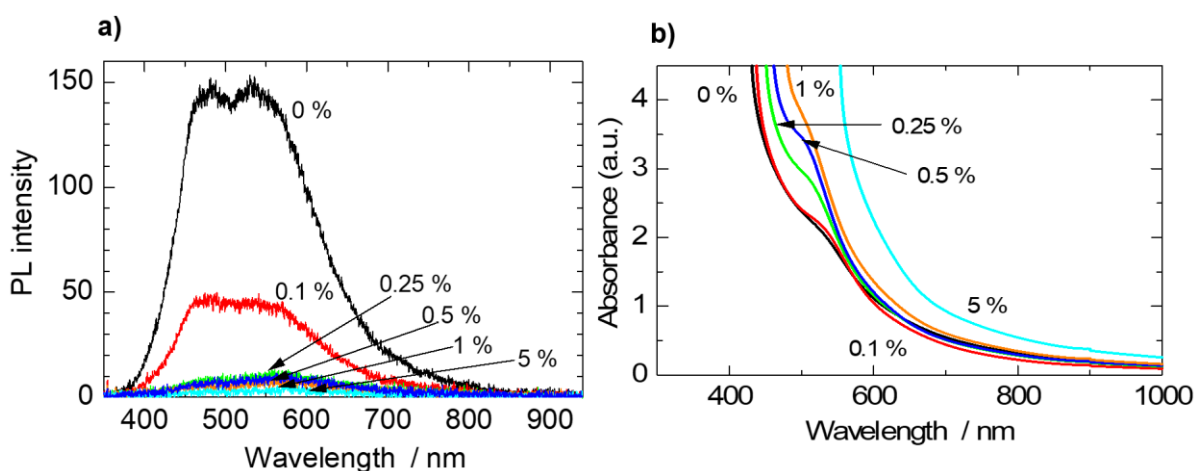 a)
PL intensity
150
100
50
0
0 %
0.1 %
0.25 %
0.5 %
1 %
5 %
400 500 600 700 800 900
Wavelength / nm
b)
Absorbance (a.u.)
4
3
2
1
0
0 %
1 %
0.25 %
0.5 %
5 %
0.1 %
400 600 800 1000
Wavelength / nm